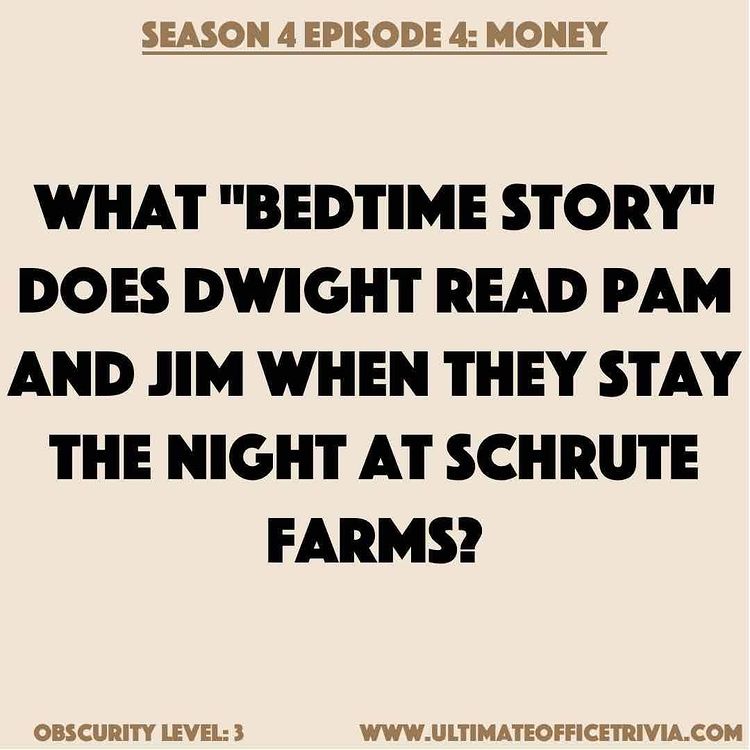 SEASON 4 EPISODE 4: MONEY
WHAT "BEDTIME STORY"
DOES DWIGHT READ PAM
AND JIM WHEN THEY STAY
THE NIGHT AT SCHRUTE
FARMS?
OBSCURITY LEVEL: 3
WWW.ULTIMATEOFFICETRIVIA.COM